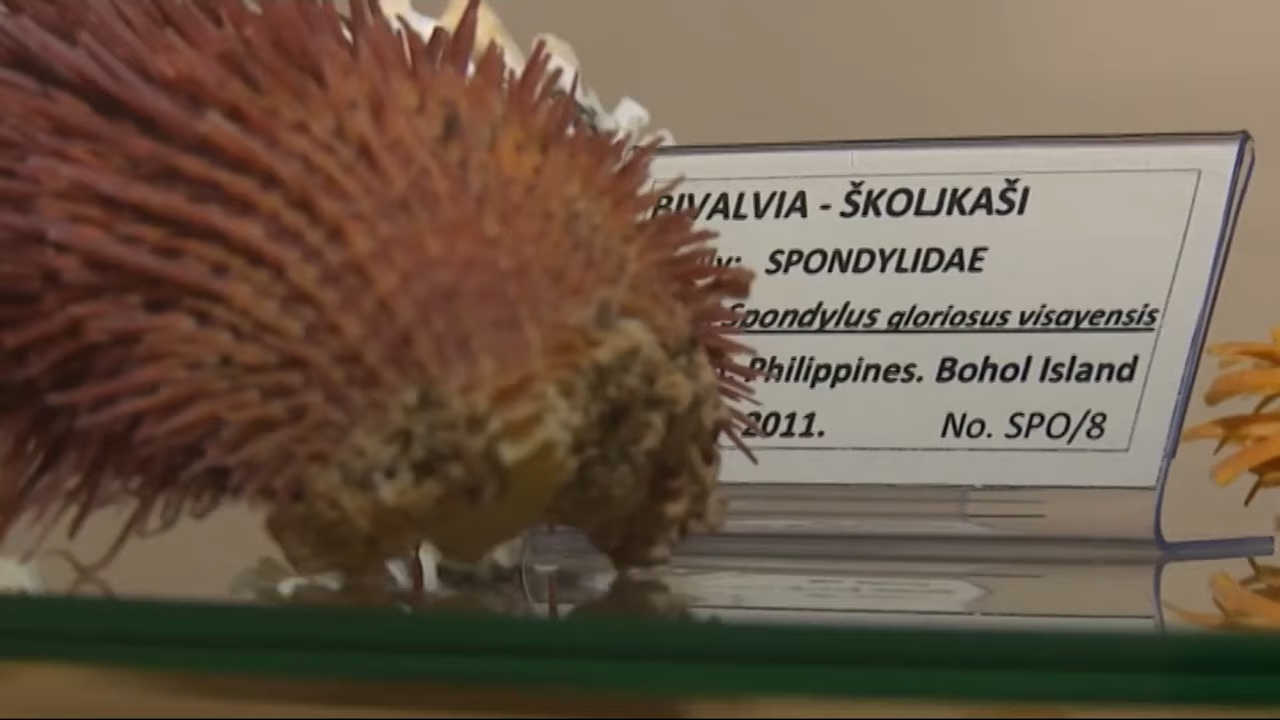 BIVALVIA - ŠKOLJKAŠI
SPONDYLIDAE
Spondylus gloriosus visayensis
Philippines. Bohol Island
2011. No. SPO/8